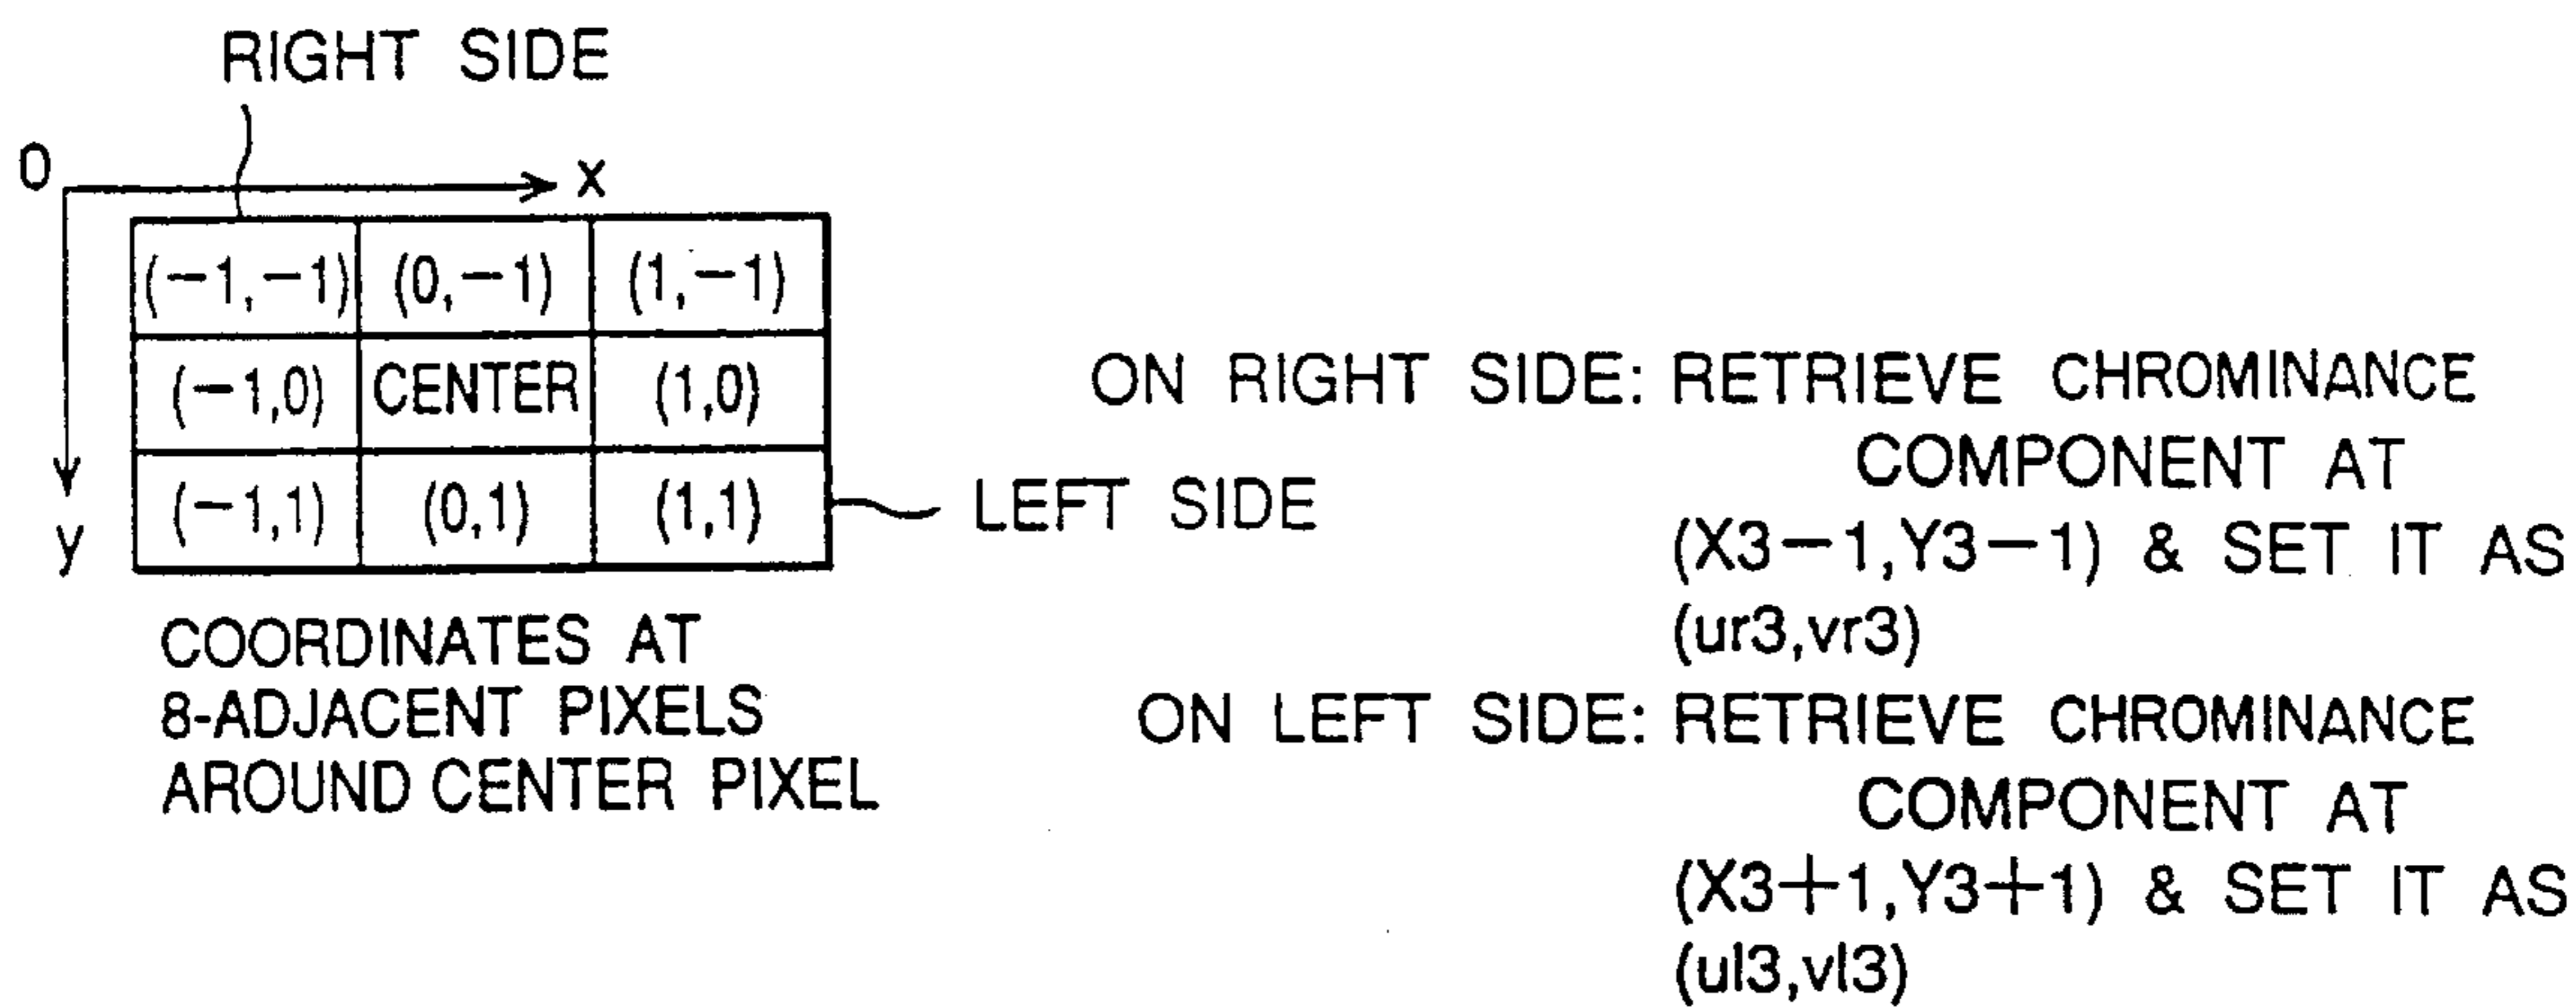 RIGHT SIDE
0
x
(−1,−1) (0,−1) (1,−1)
(−1,0) CENTER (1,0)
(−1,1) (0,1) (1,1)
y
LEFT SIDE
COORDINATES AT
8-ADJACENT PIXELS
AROUND CENTER PIXEL
ON RIGHT SIDE: RETRIEVE CHROMINANCE
COMPONENT AT
(X3−1,Y3−1) & SET IT AS
(ur3,vr3)
ON LEFT SIDE: RETRIEVE CHROMINANCE
COMPONENT AT
(X3+1,Y3+1) & SET IT AS
(ul3,vl3)